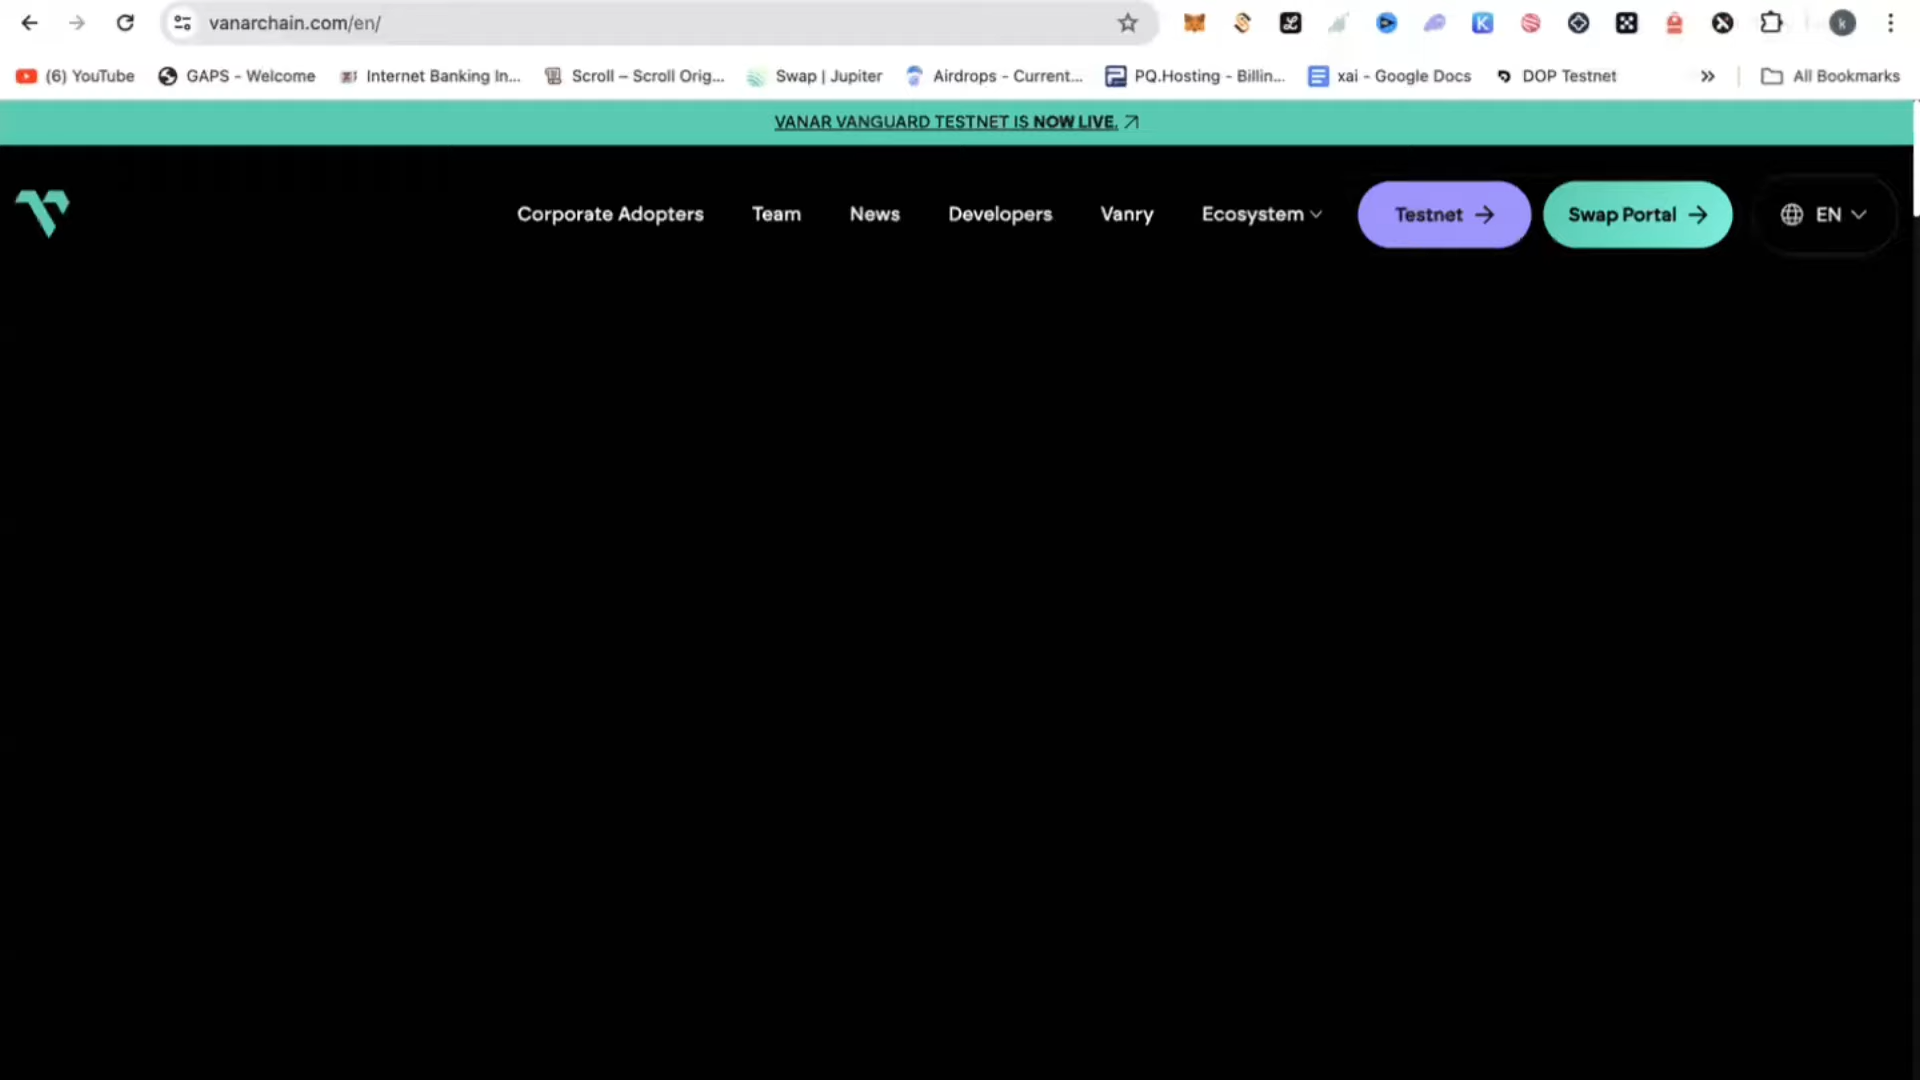 vanarchain.com/en/
k
(6) YouTube
GAPS - Welcome
Internet Banking In...
Scroll – Scroll Orig...
Swap | Jupiter
Airdrops - Current...
PQ.Hosting - Billin...
xai - Google Docs
DOP Testnet
All Bookmarks
VANAR VANGUARD TESTNET IS NOW LIVE.
Corporate Adopters
Team
News
Developers
Vanry
Ecosystem
Testnet
Swap Portal
EN